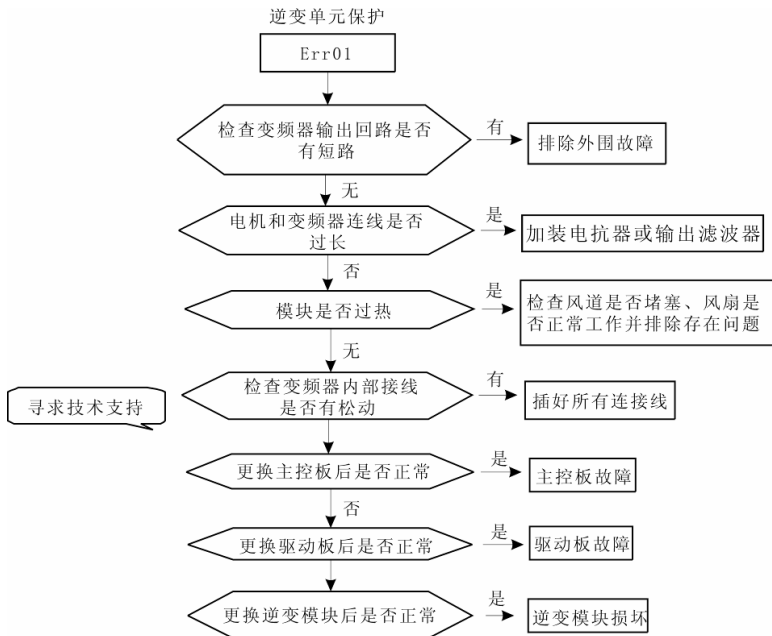 逆变单元保护
Err01
检查变频器输出回路是否
有短路
有
排除外围故障
无
电机和变频器连线是否
过长
是
加装电抗器或输出滤波器
否
模块是否过热
是
检查风道是否堵塞、风扇是
否正常工作并排除存在问题
无
检查变频器内部接线
是否有松动
有
插好所有连接线
寻求技术支持
更换主控板后是否正常
是
主控板故障
否
更换驱动板后是否正常
是
驱动板故障
更换逆变模块后是否正常
是
逆变模块损坏